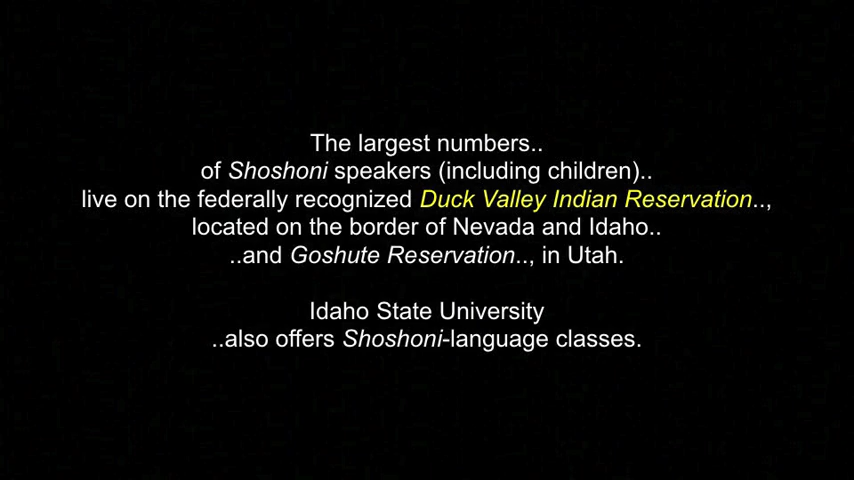 The largest numbers..
of Shoshoni speakers (including children)..
live on the federally recognized Duck Valley Indian Reservation..,
located on the border of Nevada and Idaho..
..and Goshute Reservation.., in Utah.
Idaho State University
..also offers Shoshoni-language classes.